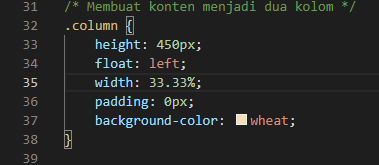 31 /* Membuat konten menjadi dua kolom */
32 .column {
33 height: 450px;
34 float: left;
35 width: 33.33%;
36 padding: 0px;
37 background-color: wheat;
38 }
39